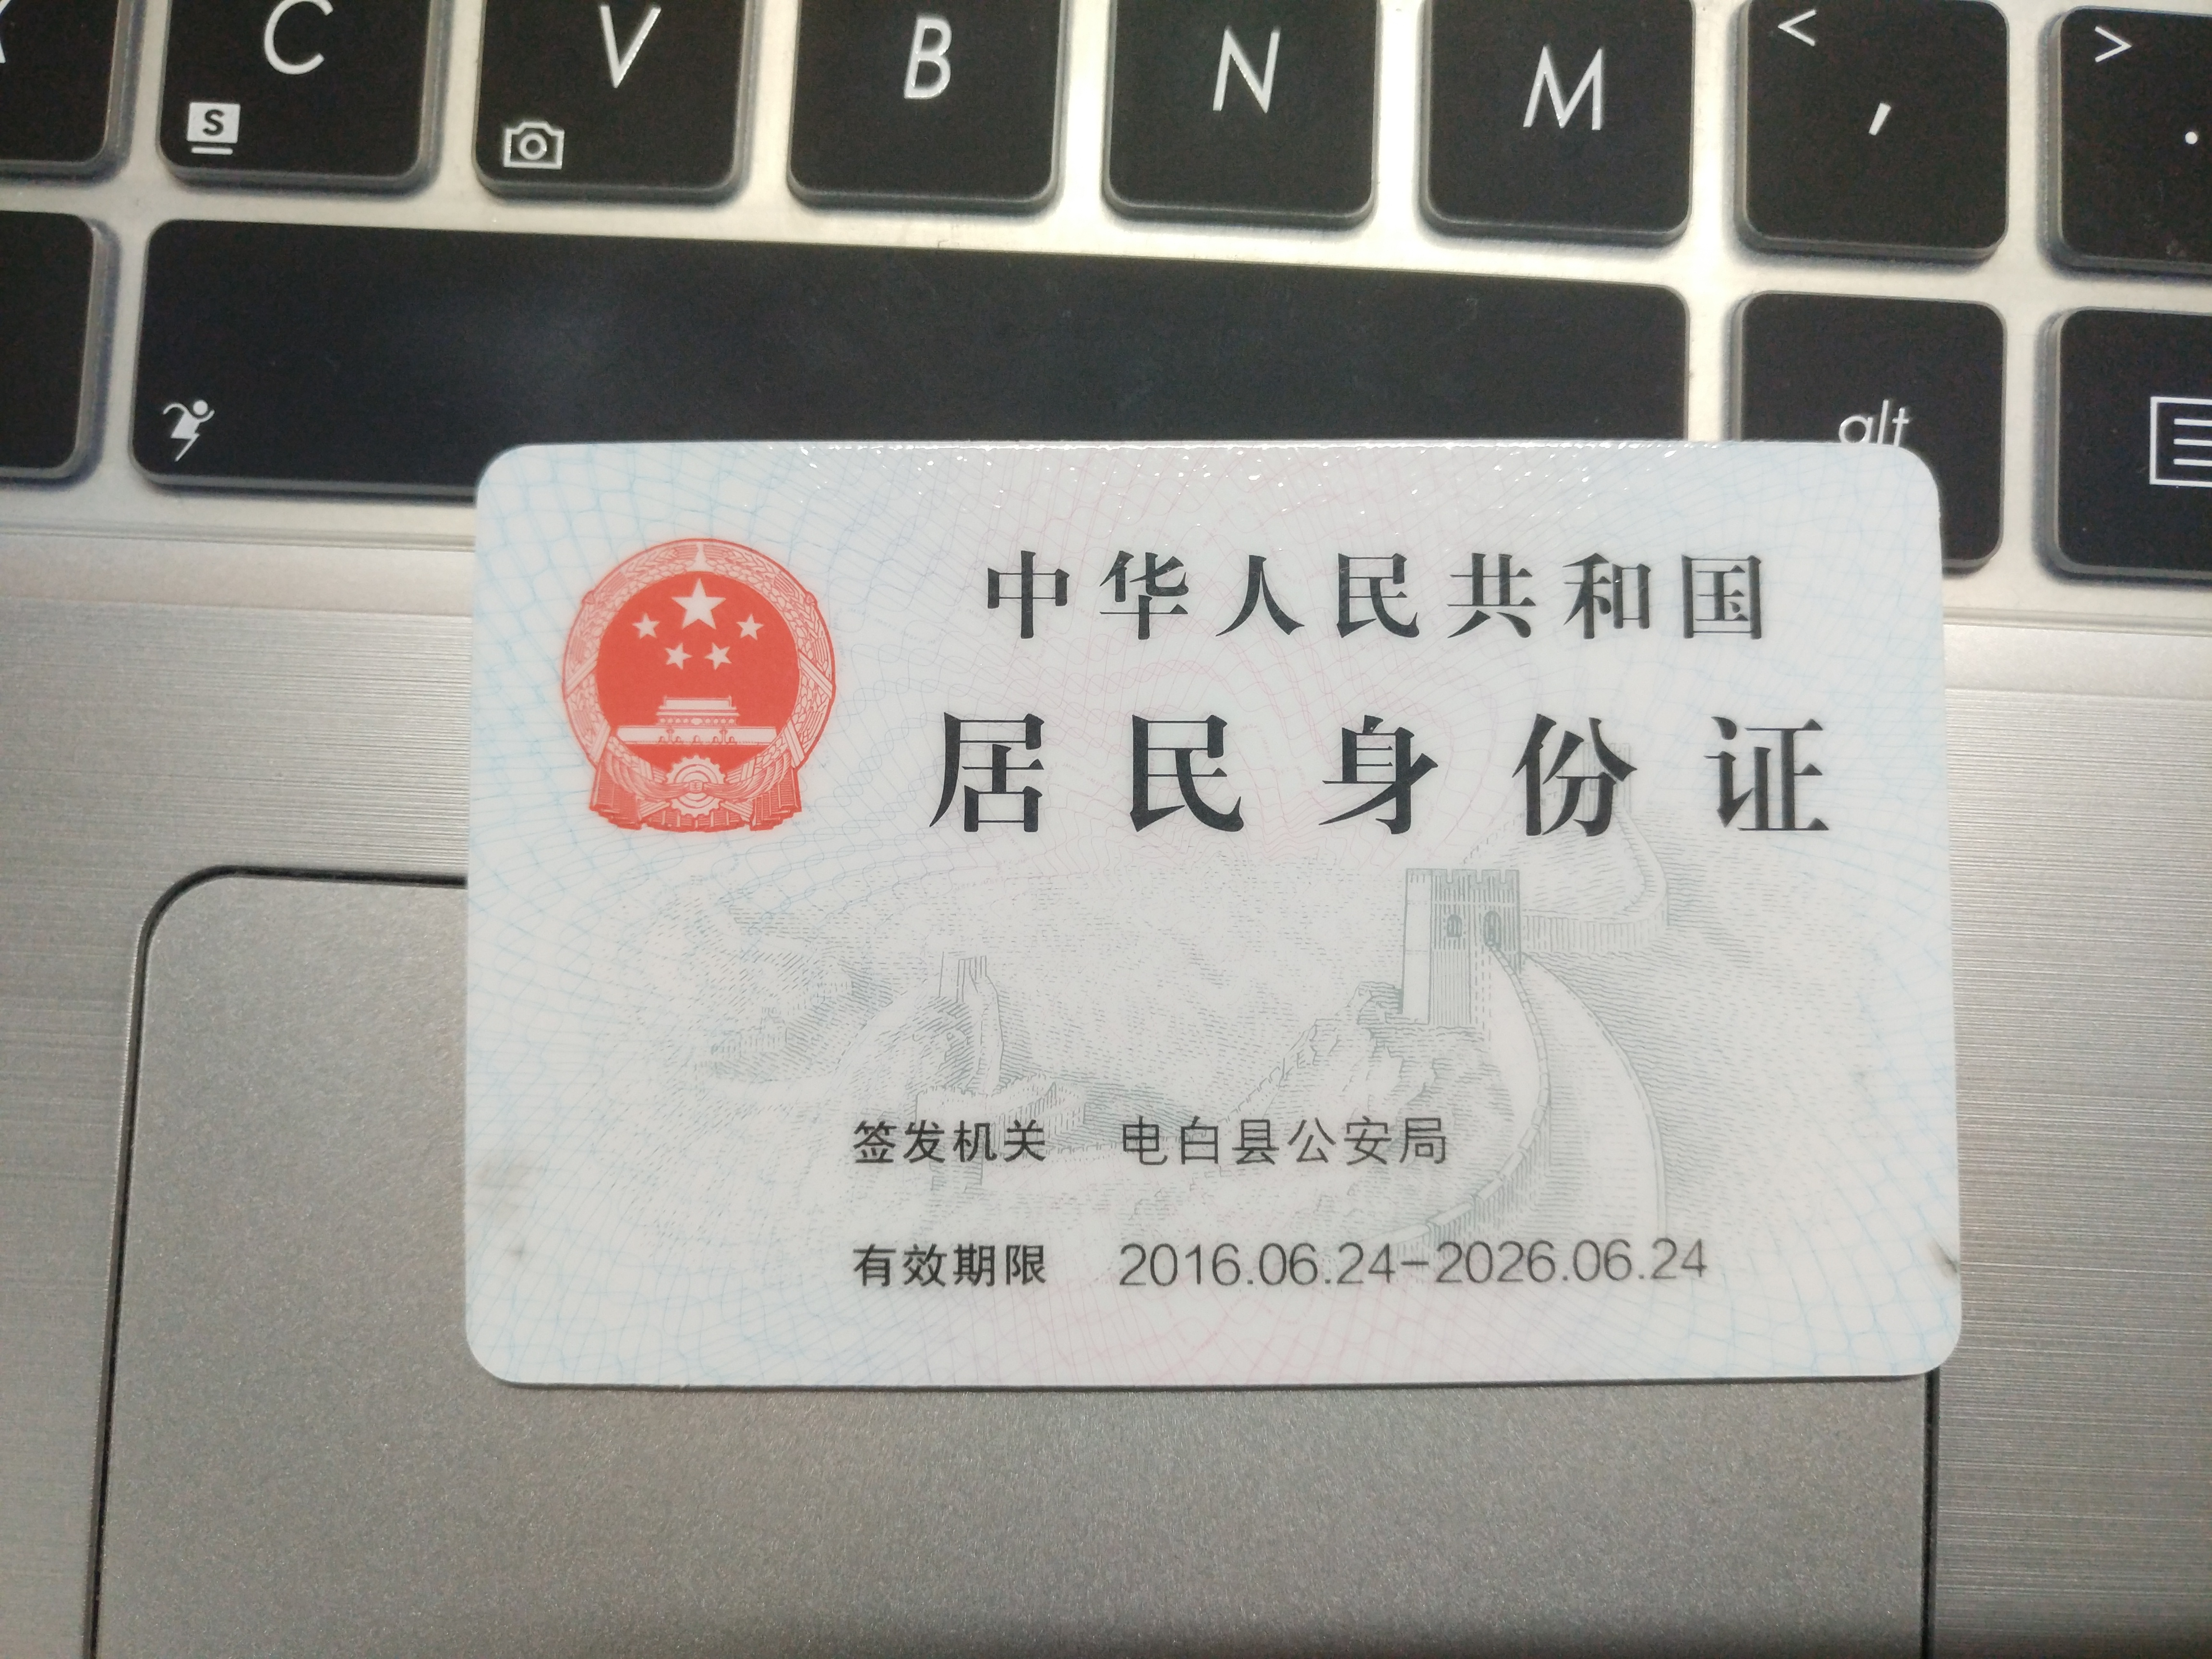 C V B N M < ,
>
.
S
alt
中华人民共和国
居民身份证
签发机关 电白县公安局
有效期限 2016.06.24-2026.06.24